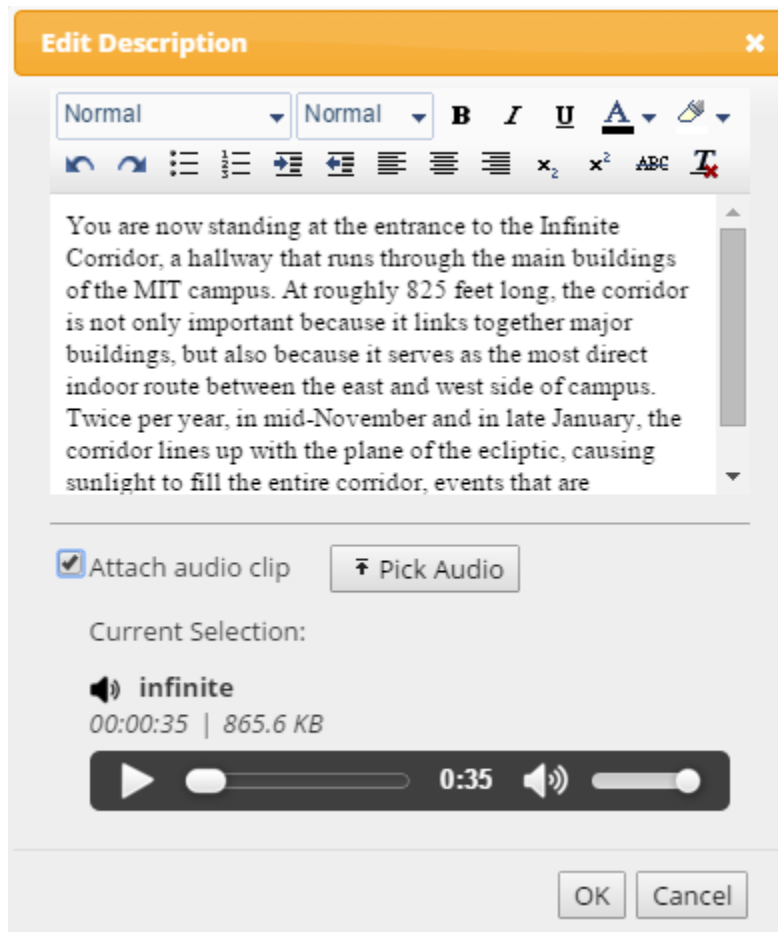 Edit Description
Normal Normal B I U A
1 2 3 x2 x2 ABC T
You are now standing at the entrance to the Infinite
Corridor, a hallway that runs through the main buildings
of the MIT campus. At roughly 825 feet long, the corridor
is not only important because it links together major
buildings, but also because it serves as the most direct
indoor route between the east and west side of campus.
Twice per year, in mid-November and in late January, the
corridor lines up with the plane of the ecliptic, causing
sunlight to fill the entire corridor, events that are
Attach audio clip Pick Audio
Current Selection:
infinite
00:00:35 | 865.6 KB
0:35
OK Cancel